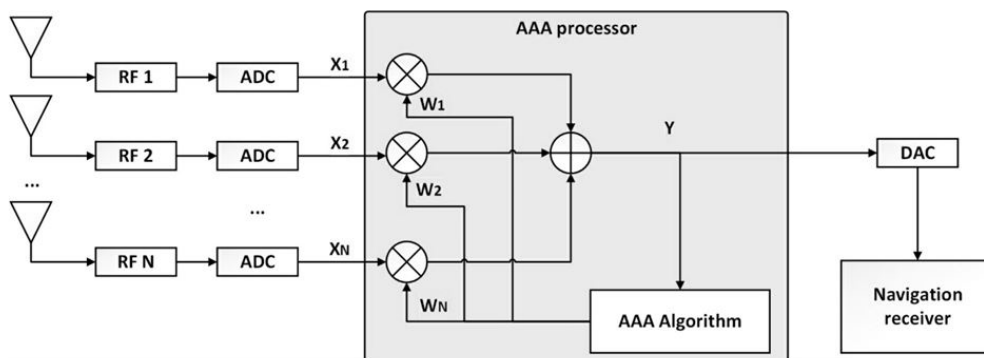 AAA processor
RF 1
ADC
X1
W1
RF 2
ADC
X2
W2
Y
DAC
...
...
RF N
ADC
XN
WN
AAA Algorithm
Navigation
receiver